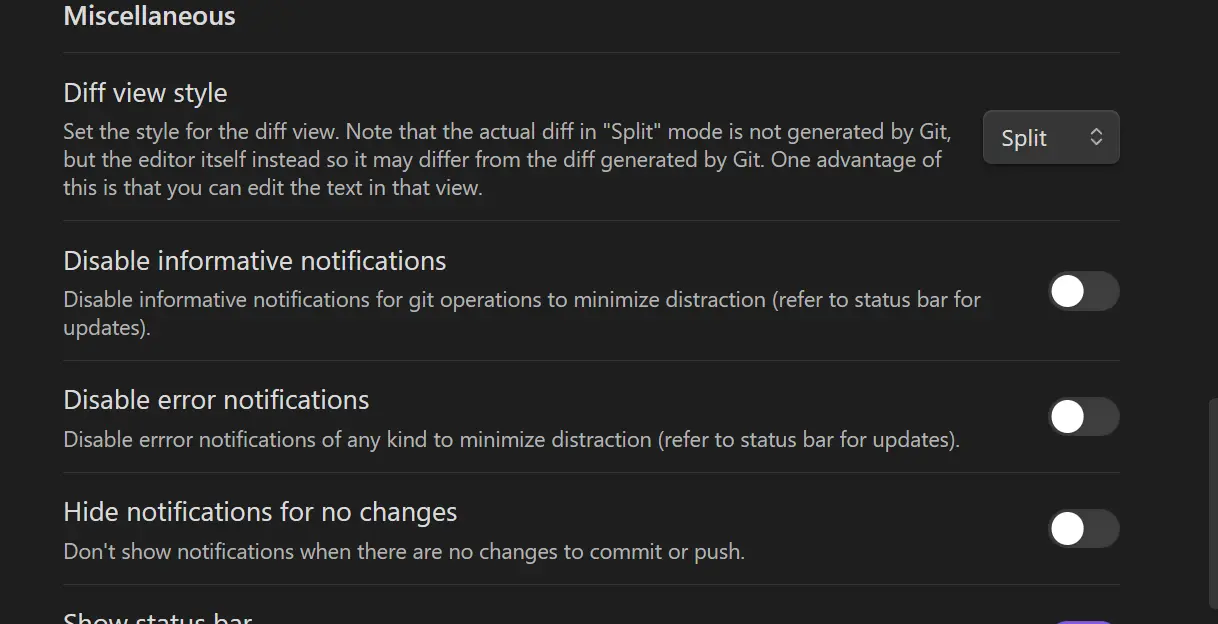 Miscellaneous
Diff view style
Set the style for the diff view. Note that the actual diff in "Split" mode is not generated by Git,
but the editor itself instead so it may differ from the diff generated by Git. One advantage of
this is that you can edit the text in that view.
Split
Disable informative notifications
Disable informative notifications for git operations to minimize distraction (refer to status bar for
updates).
Disable error notifications
Disable errror notifications of any kind to minimize distraction (refer to status bar for updates).
Hide notifications for no changes
Don't show notifications when there are no changes to commit or push.
Show status bar